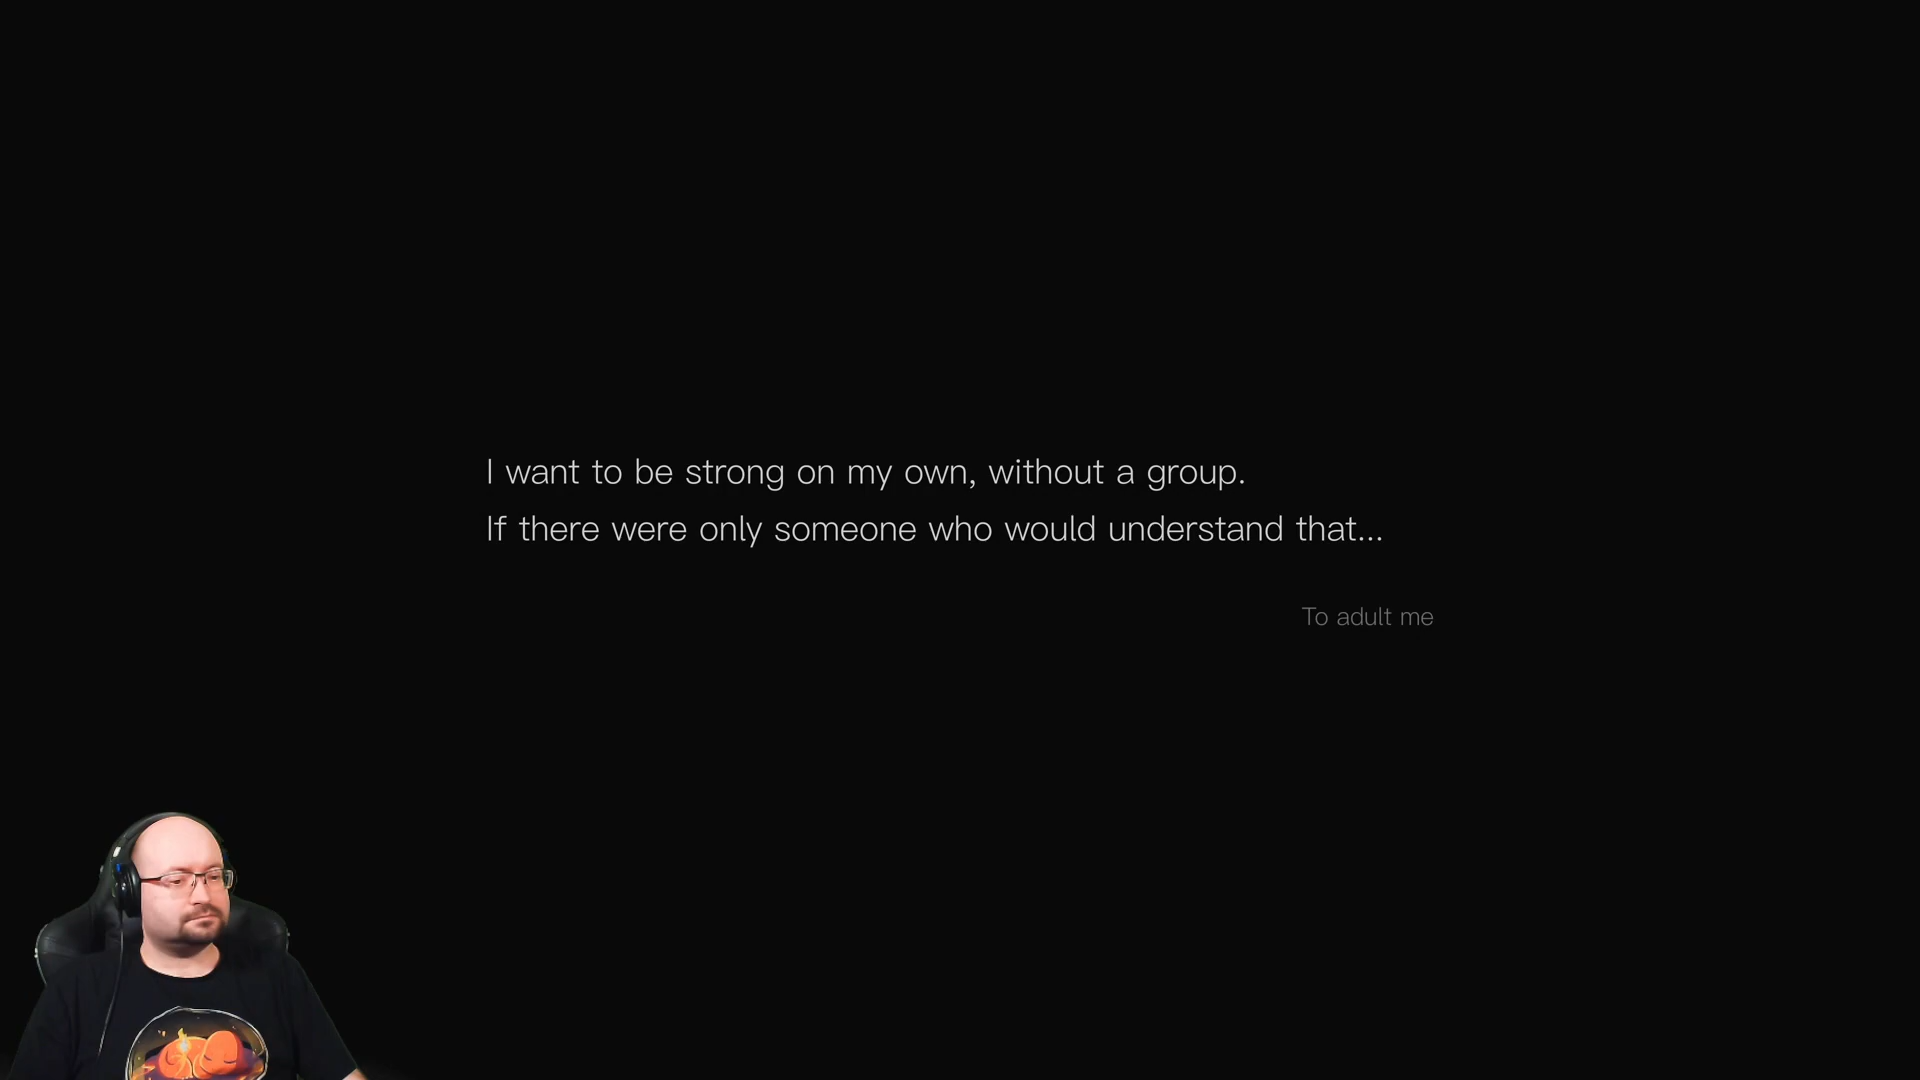 I want to be strong on my own, without a group.
If there were only someone who would understand that...
To adult me